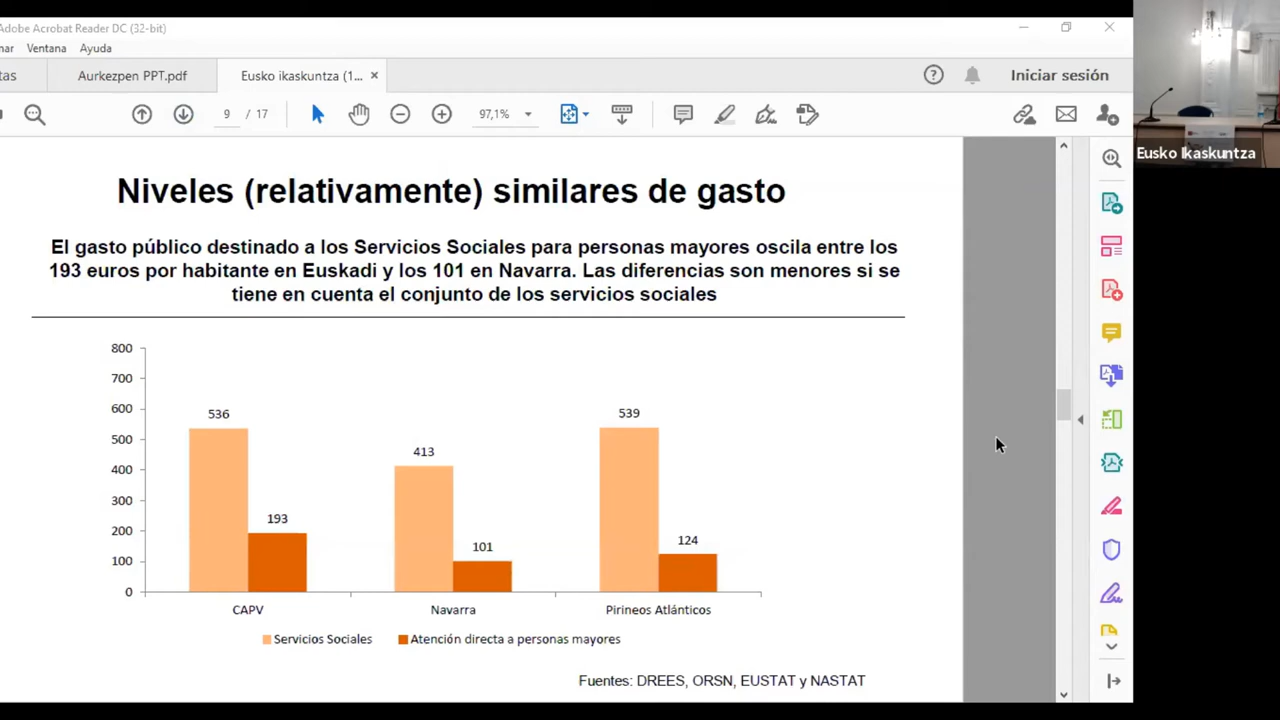 Adobe Acrobat Reader DC (32-bit)
nar Ventana Ayuda
tas Aurkezpen PPT.pdf Eusko ikaskuntza (1... × Iniciar sesión
9 / 17 97,1%
Eusko Ikaskuntza
Niveles (relativamente) similares de gasto
El gasto público destinado a los Servicios Sociales para personas mayores oscila entre los
193 euros por habitante en Euskadi y los 101 en Navarra. Las diferencias son menores si se
tiene en cuenta el conjunto de los servicios sociales
800
700
600
500
400
300
200
100
0
536
193
413
101
539
124
CAPV Navarra Pirineos Atlánticos
Servicios Sociales Atención directa a personas mayores
Fuentes: DREES, ORSN, EUSTAT y NASTAT